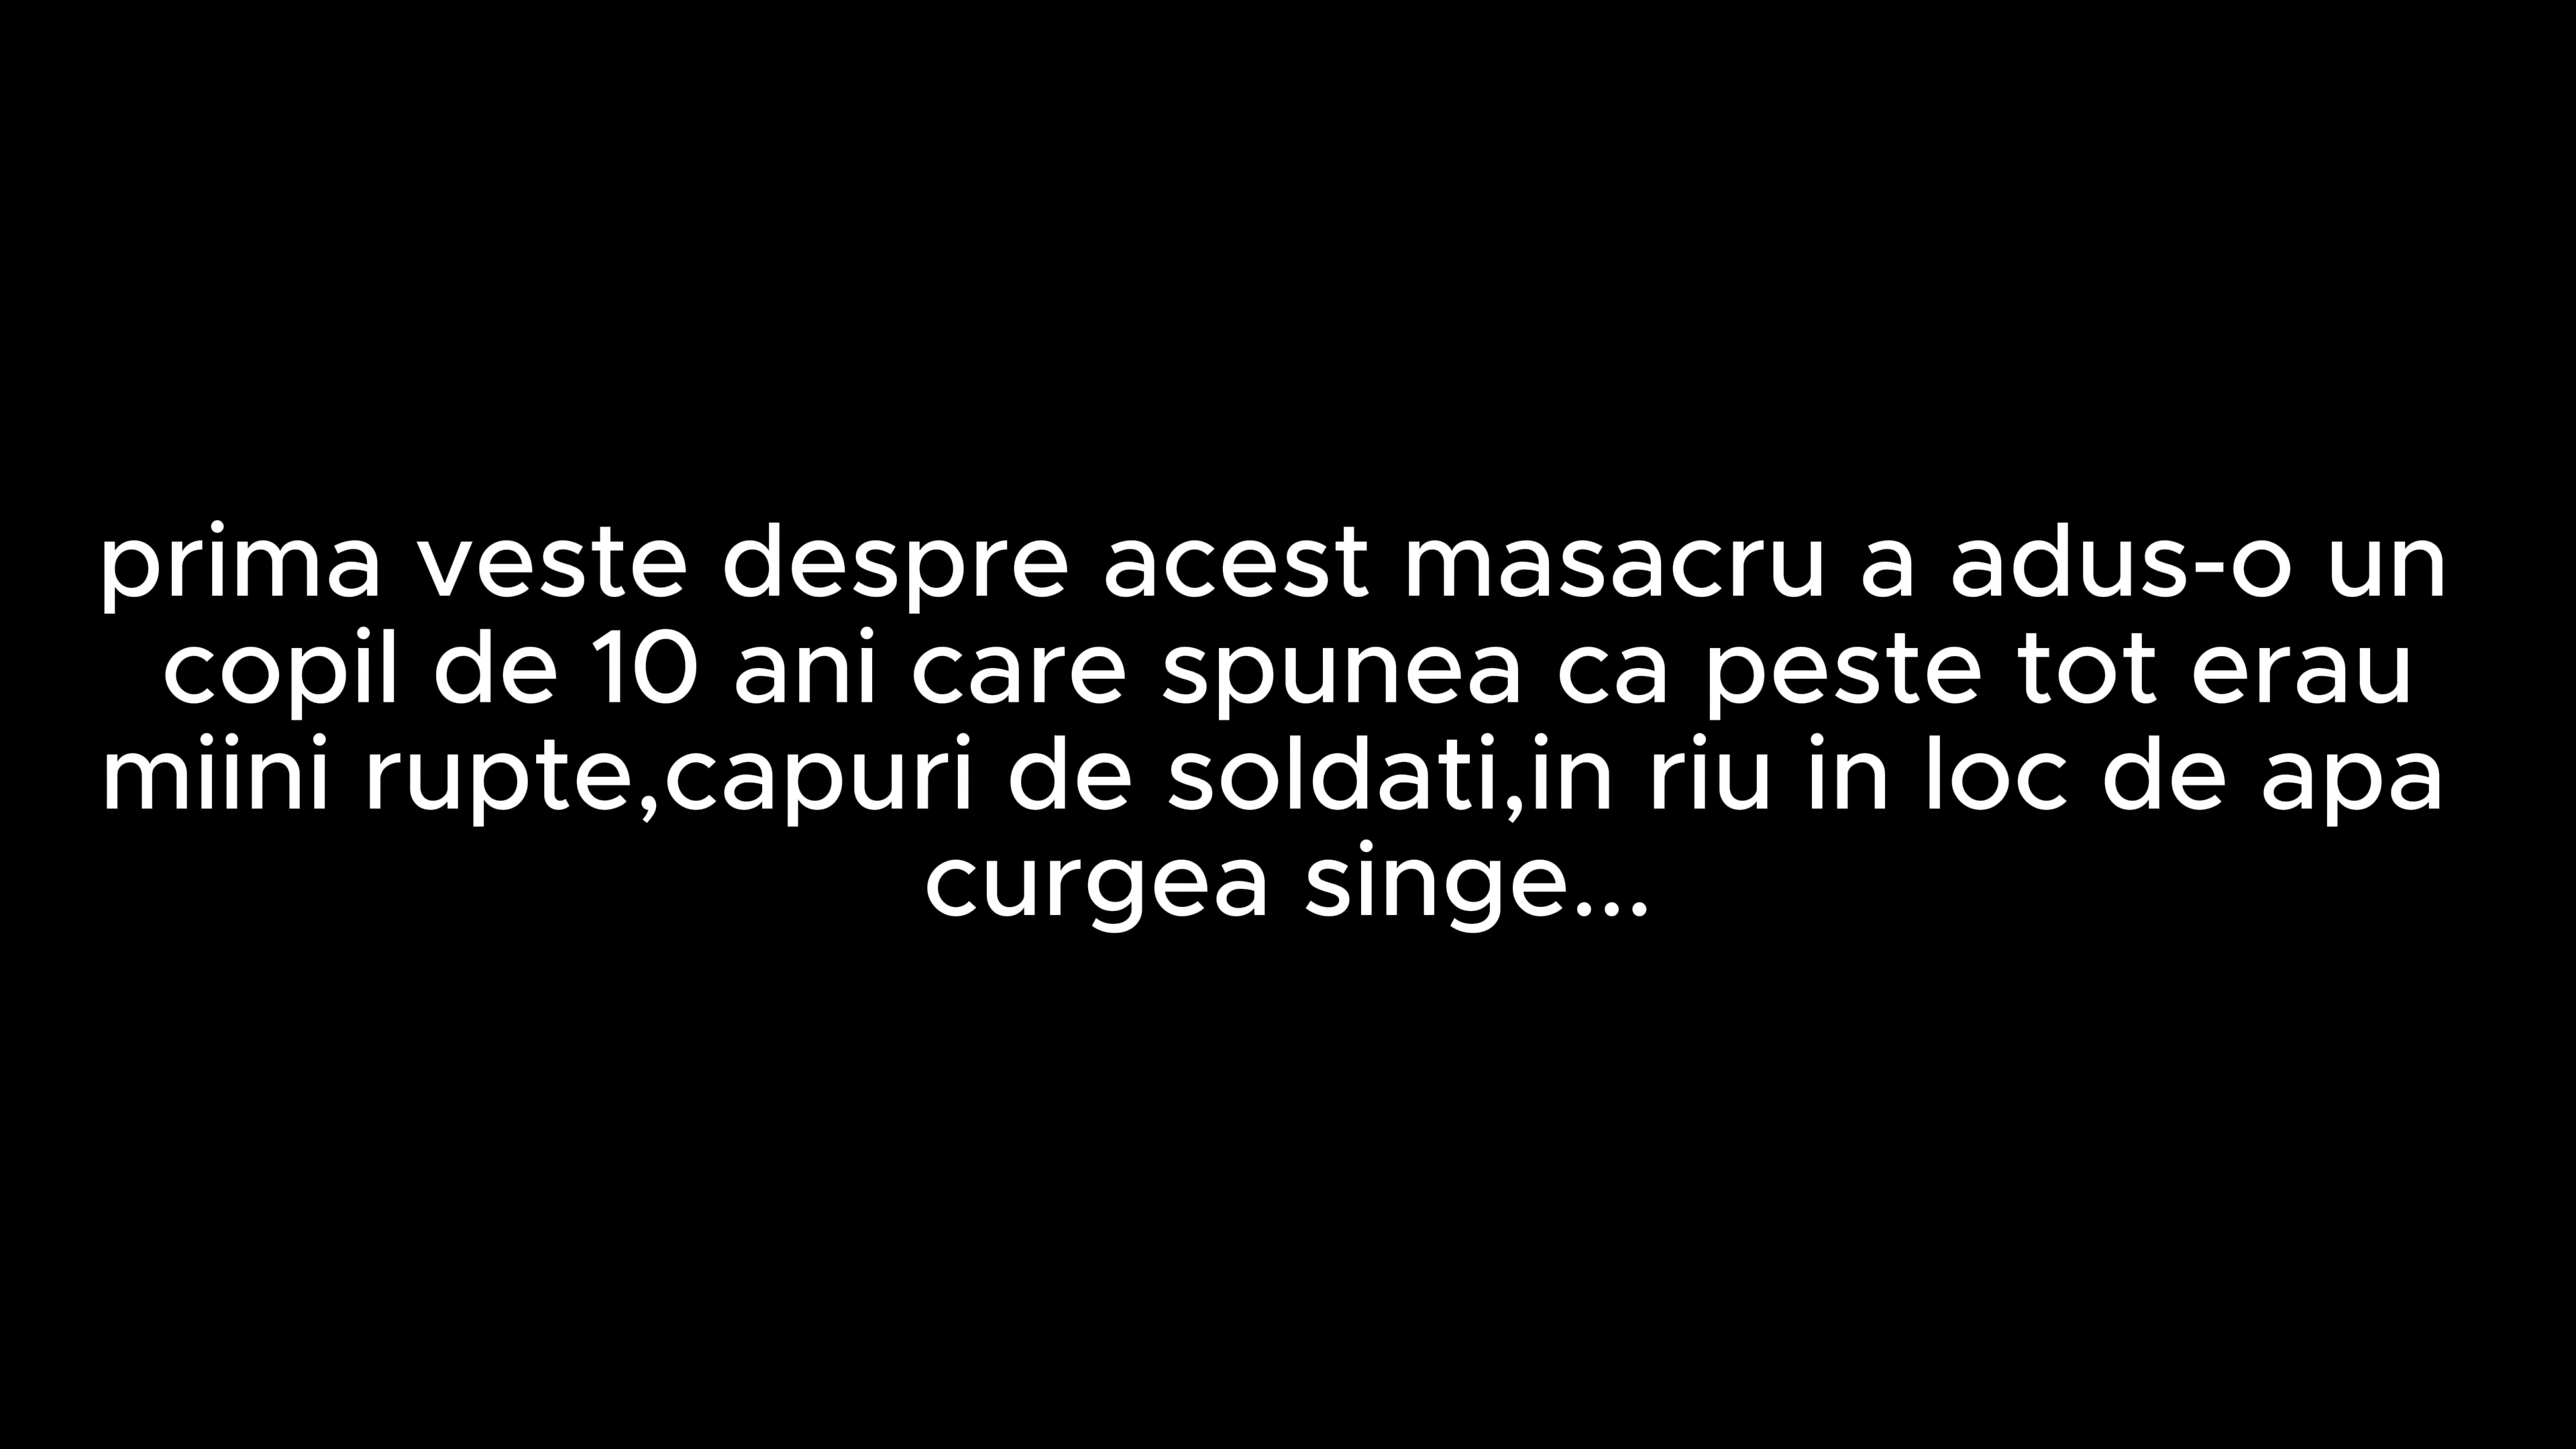 prima veste despre acest masacru a adus-o un
copil de 10 ani care spunea ca peste tot erau
miini rupte,capuri de soldati,in riu in loc de apa
curgea singe...